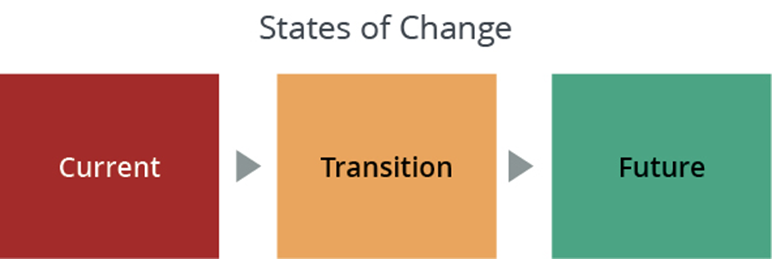 States of Change
Current
Transition
Future